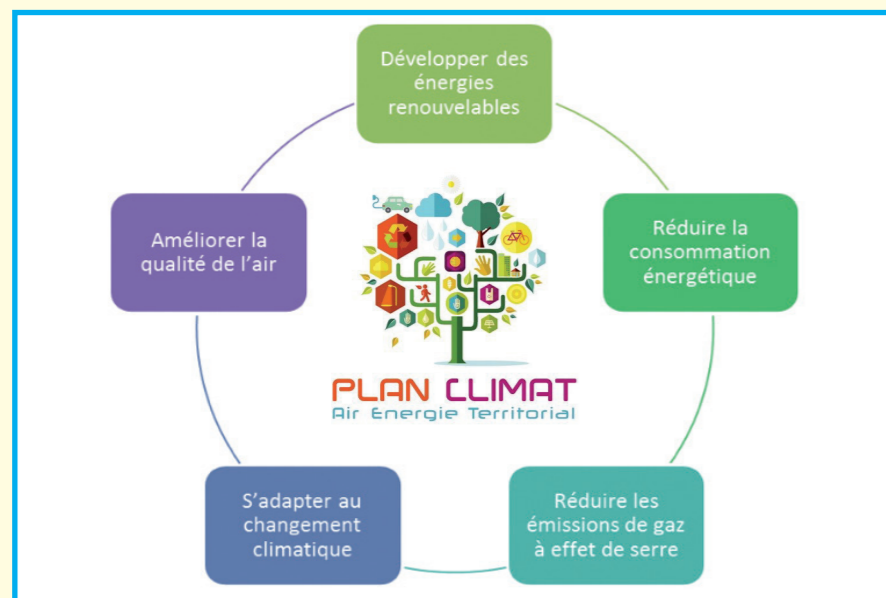 Développer des
énergies
renouvelables
Améliorer la
qualité de l’air
Réduire la
consommation
énergétique
PLAN CLIMAT
Air Energie Territorial
S’adapter au
changement
climatique
Réduire les
émissions de gaz
à effet de serre